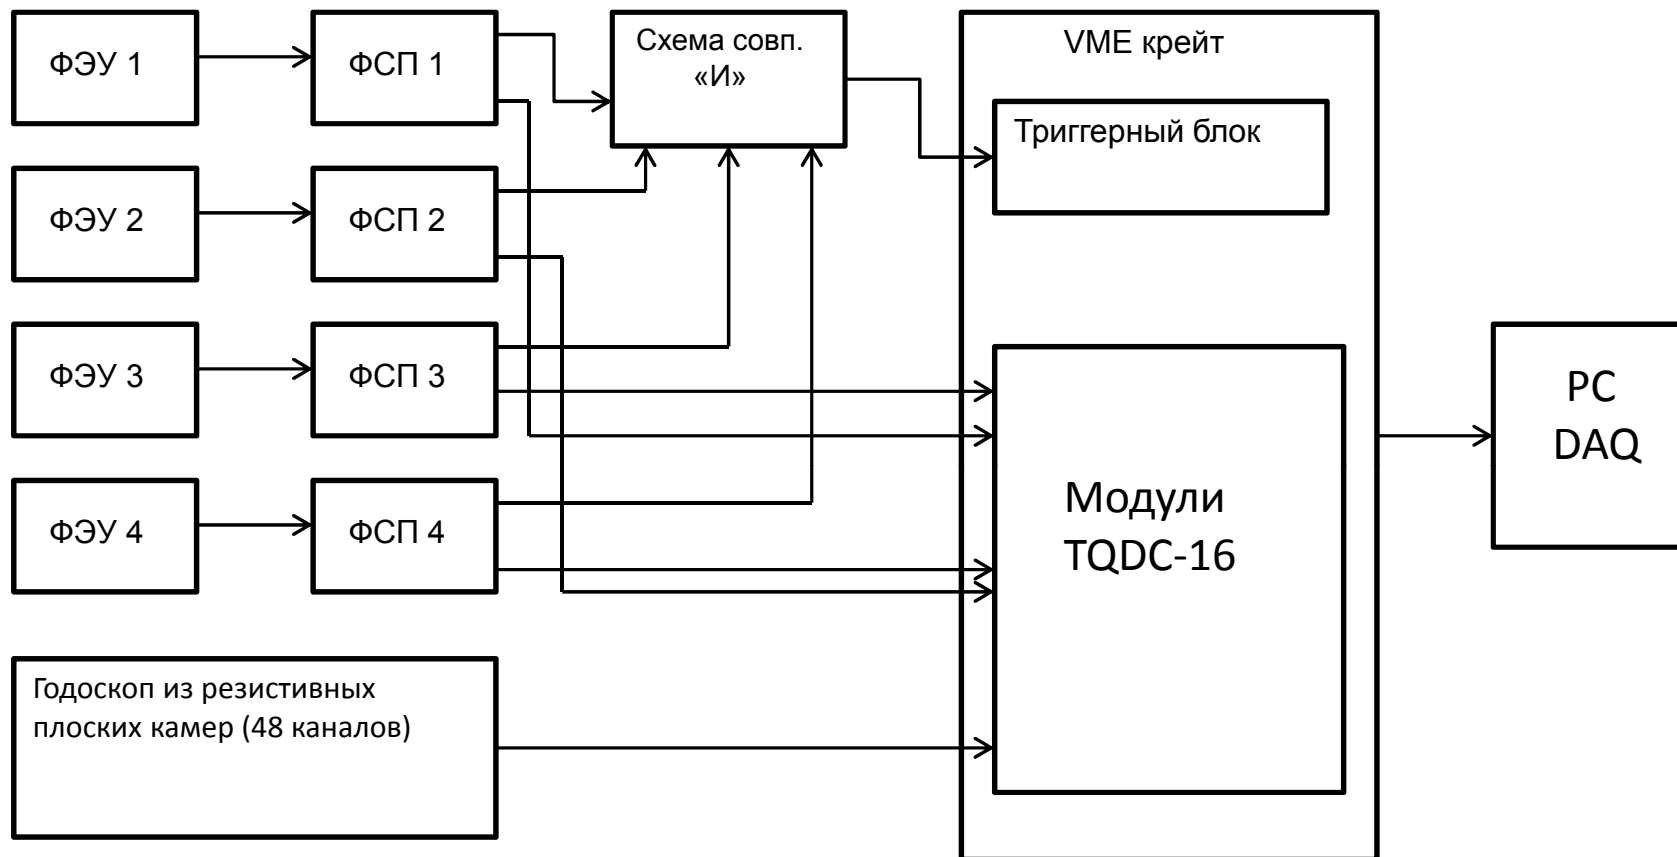 ФЭУ 1
ФСП 1
Схема совп.
«И»
VME крейт
Триггерный блок
ФЭУ 2
ФСП 2
ФЭУ 3
ФСП 3
PC
DAQ
ФЭУ 4
ФСП 4
Модули
TQDC-16
Годоскоп из резистивных
плоских камер (48 каналов)